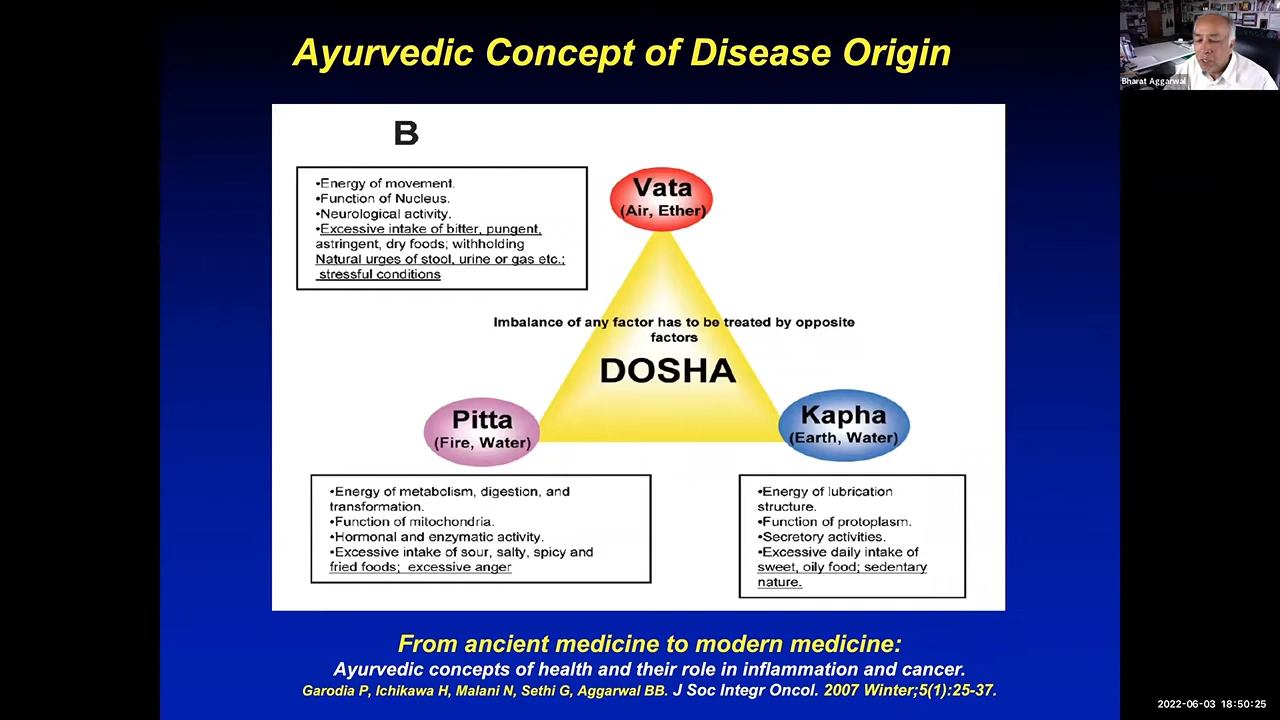 Ayurvedic Concept of Disease Origin
Bharat Aggarwal
B
•Energy of movement.
•Function of Nucleus.
•Neurological activity.
•Excessive intake of bitter, pungent,
astringent, dry foods; withholding
Natural urges of stool, urine or gas etc.;
stressful conditions
Vata
(Air, Ether)
Imbalance of any factor has to be treated by opposite
factors
DOSHA
Pitta
(Fire, Water)
Kapha
(Earth, Water)
•Energy of metabolism, digestion, and
transformation.
•Function of mitochondria.
•Hormonal and enzymatic activity.
•Excessive intake of sour, salty, spicy and
fried foods; excessive anger
•Energy of lubrication
structure.
•Function of protoplasm.
•Secretory activities.
•Excessive daily intake of
sweet, oily food; sedentary
nature.
From ancient medicine to modern medicine:
Ayurvedic concepts of health and their role in inflammation and cancer.
Garodia P, Ichikawa H, Malani N, Sethi G, Aggarwal BB. J Soc Integr Oncol. 2007 Winter;5(1):25-37.
2022-06-03 18:50:25